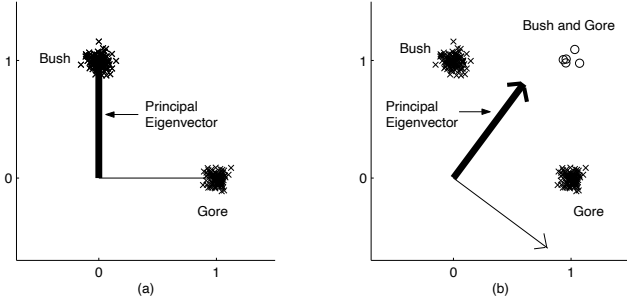 Bush
1
Principal
Eigenvector
0
Gore
0
1
(a)
Bush and Gore
Bush
1
Principal
Eigenvector
0
Gore
0
1
(b)